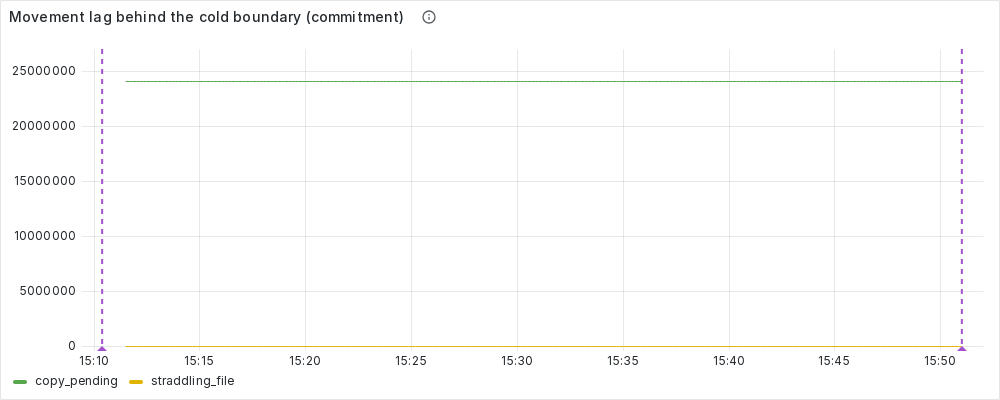 Movement lag behind the cold boundary (commitment)
25000000
20000000
15000000
10000000
5000000
0
15:10 15:15 15:20 15:25 15:30 15:35 15:40 15:45 15:50
copy_pending straddling_file